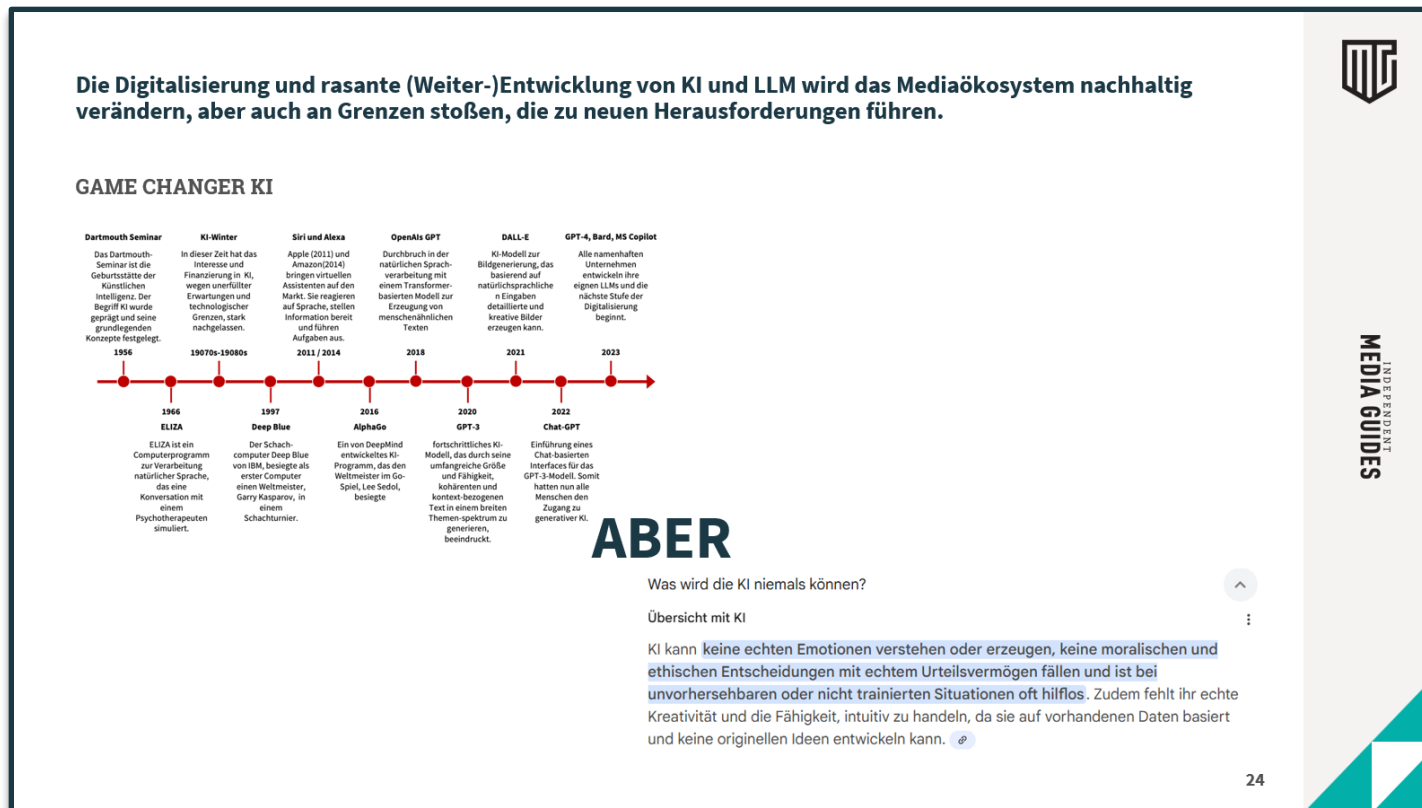 Die Digitalisierung und rasante (Weiter-)Entwicklung von KI und LLM wird das Mediaökosystem nachhaltig
verändern, aber auch an Grenzen stoßen, die zu neuen Herausforderungen führen.
GAME CHANGER KI
Dartmouth Seminar
Das Dartmouth-
Seminar ist die
Geburtsstätte der
Künstlichen
Intelligenz. Der
Begriff KI wurde
geprägt und seine
grundlegenden
Konzepte festgelegt.
1956
KI-Winter
In dieser Zeit hat das
Interesse und
Finanzierung in KI,
wegen unerfüllter
Erwartungen und
technologischer
Grenzen, stark
nachgelassen.
19070s-19080s
Siri und Alexa
Apple (2011) und
Amazon(2014)
bringen virtuellen
Assistenten auf den
Markt. Sie reagieren
auf Sprache, stellen
Information bereit
und führen
Aufgaben aus.
2011 / 2014
OpenAIs GPT
Durchbruch in der
natürlichen Sprach-
verarbeitung mit
einem Transformer-
basierten Modell zur
Erzeugung von
menschenähnlichen
Texten
2018
DALL-E
KI-Modell zur
Bildgenerierung, das
basierend auf
natürlichsprachliche
n Eingaben
detaillierte und
kreative Bilder
erzeugen kann.
2021
GPT-4, Bard, MS Copilot
Alle namenhaften
Unternehmen
entwickeln ihre
eignen LLMs und die
nächste Stufe der
Digitalisierung
beginnt.
2023
1966
ELIZA
ELIZA ist ein
Computerprogramm
zur Verarbeitung
natürlicher Sprache,
das eine
Konversation mit
einem
Psychotherapeuten
simuliert.
1997
Deep Blue
Der Schach-
computer Deep Blue
von IBM, besiegte als
erster Computer
einen Weltmeister,
Garry Kasparov, in
einem
Schachturnier.
2016
AlphaGo
Ein von DeepMind
entwickeltes KI-
Programm, das den
Weltmeister im Go-
Spiel, Lee Sedol,
besiegte
2020
GPT-3
fortschrittliches KI-
Modell, das durch seine
umfangreiche Größe
und Fähigkeit,
kohärenten und
kontext-bezogenen
Text in einem breiten
Themen-spektrum zu
generieren,
beeindruckt.
2022
Chat-GPT
Einführung eines
Chat-basierten
Interfaces für das
GPT-3-Modell. Somit
hatten nun alle
Menschen den
Zugang zu
generativer KI.
ABER
Was wird die KI niemals können?
Übersicht mit KI
KI kann keine echten Emotionen verstehen oder erzeugen, keine moralischen und
ethischen Entscheidungen mit echtem Urteilsvermögen fällen und ist bei
unvorhersehbaren oder nicht trainierten Situationen oft hilflos. Zudem fehlt ihr echte
Kreativität und die Fähigkeit, intuitiv zu handeln, da sie auf vorhandenen Daten basiert
und keine originellen Ideen entwickeln kann.
INDEPENDENT
MEDIA GUIDES
24